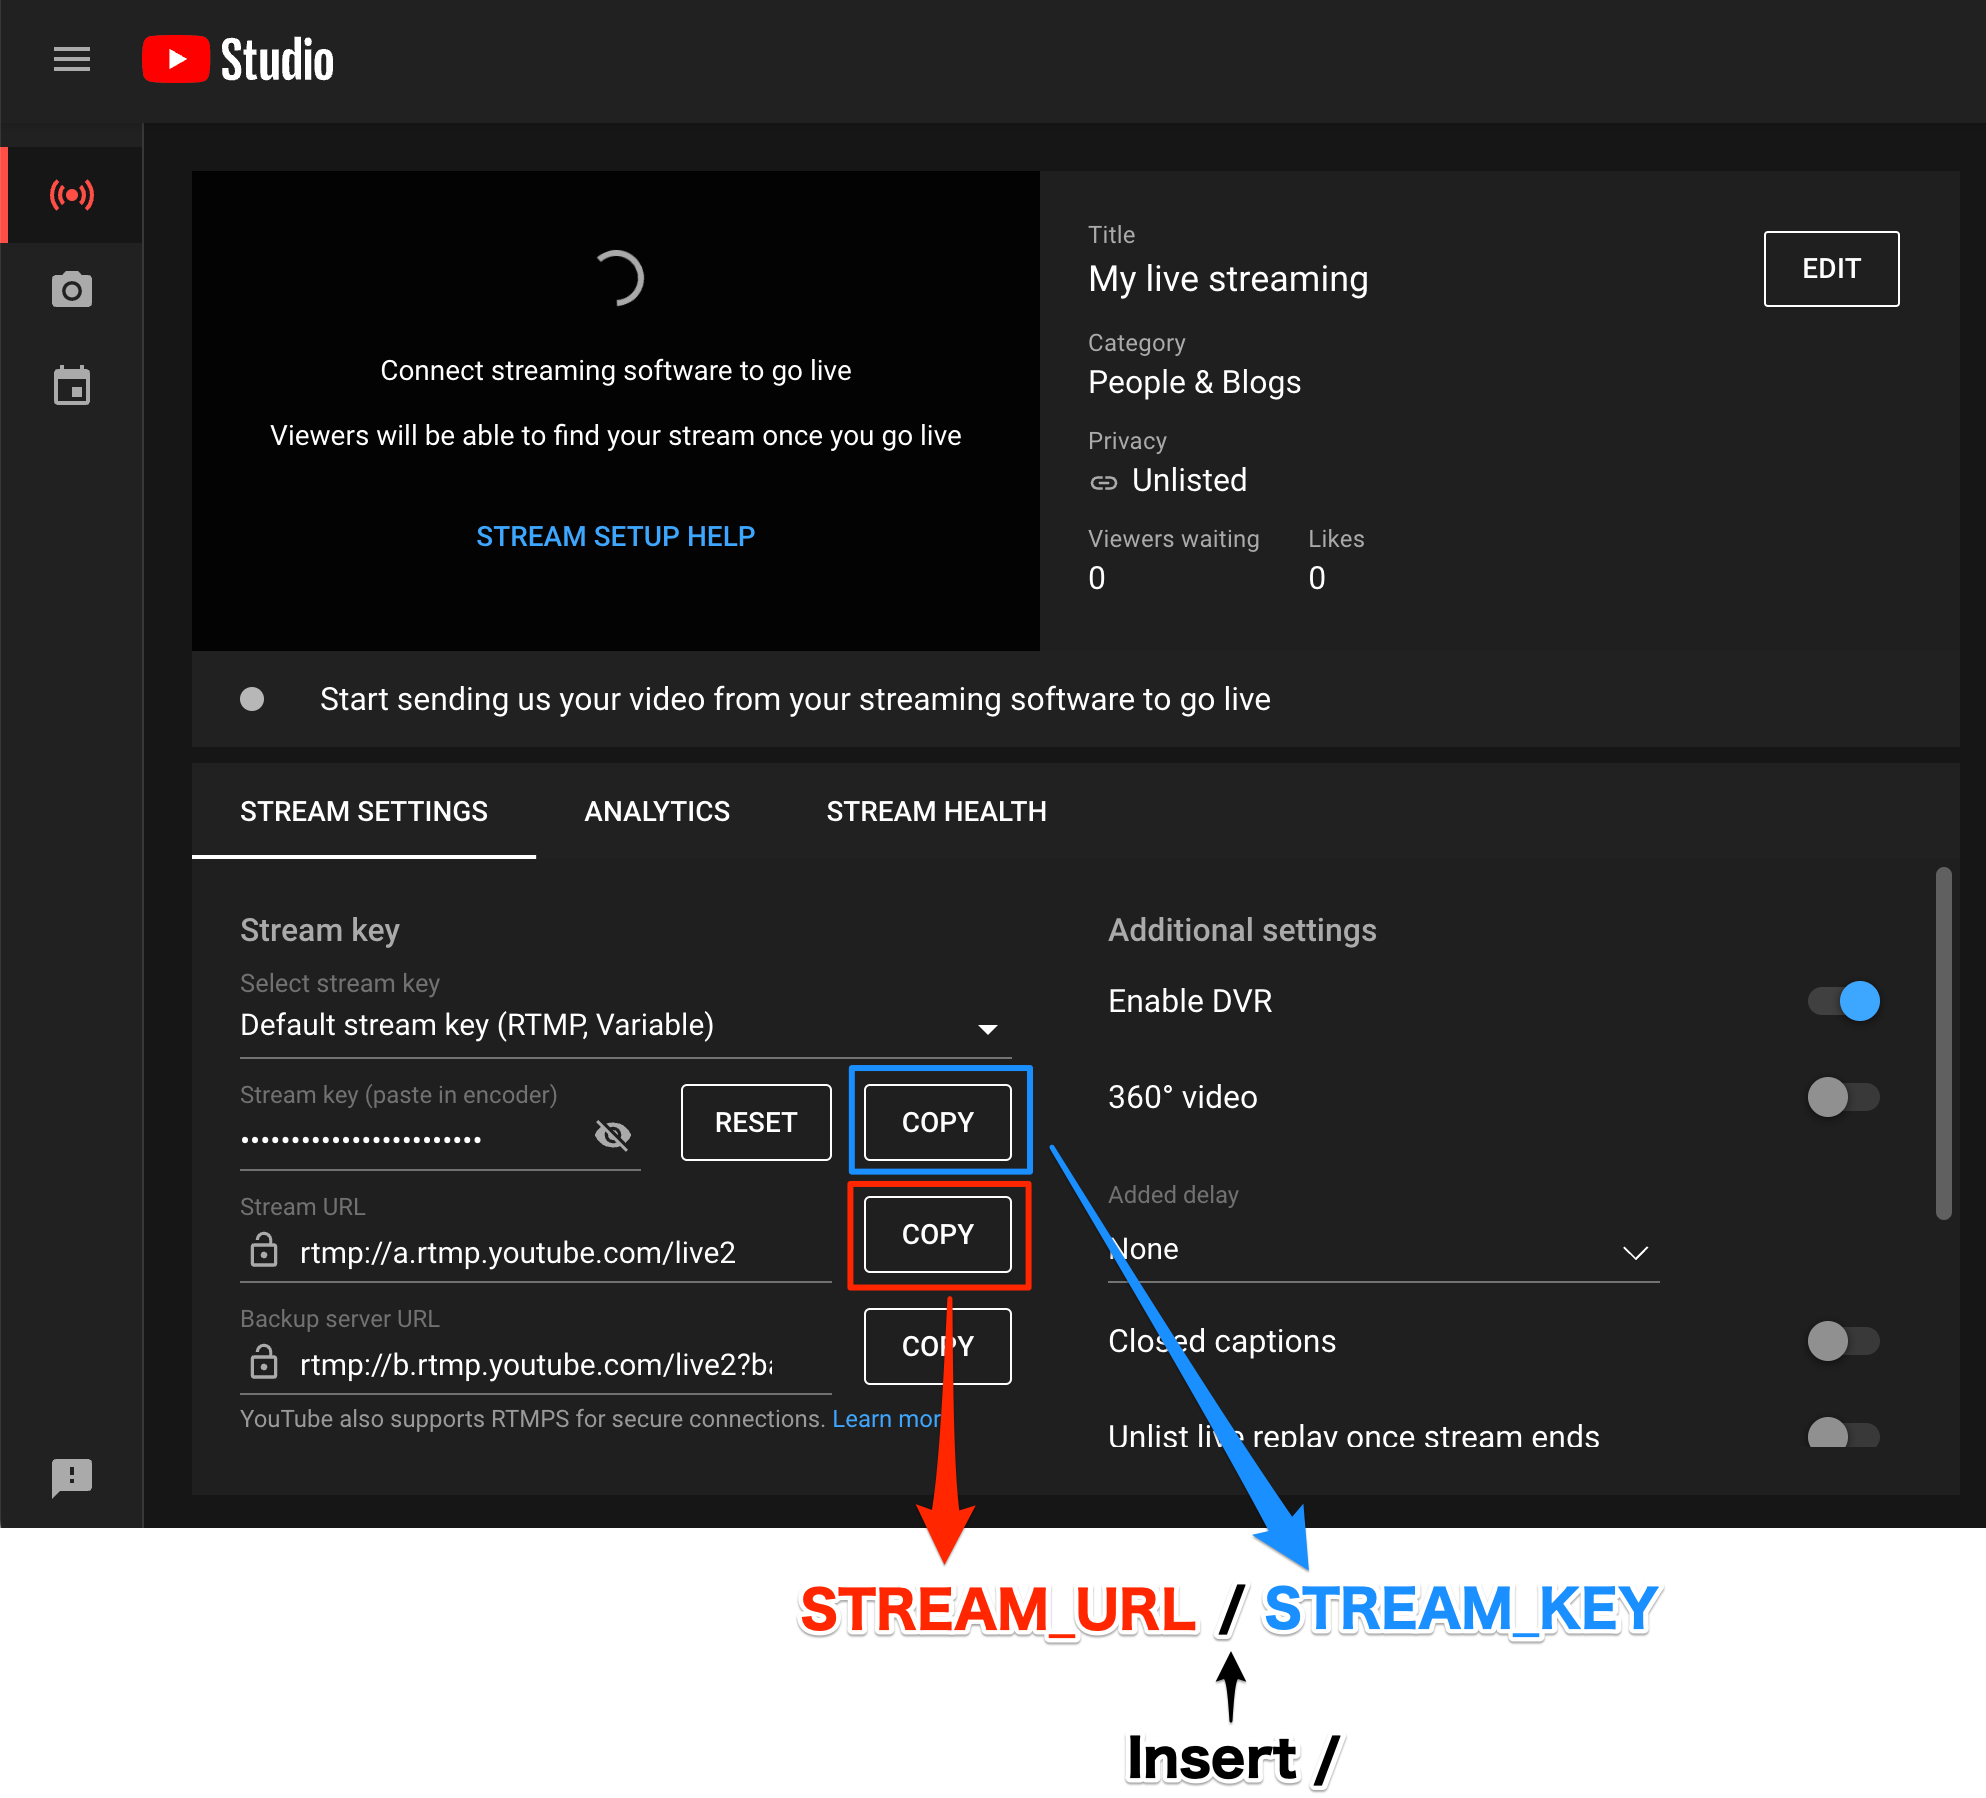 Studio
Title
My live streaming
EDIT
Category
People & Blogs
Privacy
Unlisted
Viewers waiting Likes
0 0
Connect streaming software to go live
Viewers will be able to find your stream once you go live
STREAM SETUP HELP
Start sending us your video from your streaming software to go live
STREAM SETTINGS ANALYTICS STREAM HEALTH
Stream key
Select stream key
Default stream key (RTMP, Variable)
Stream key (paste in encoder)
•••••••••••••••••••••••• RESET COPY
Stream URL
rtmp://a.rtmp.youtube.com/live2 COPY
Backup server URL
rtmp://b.rtmp.youtube.com/live2?ba COPY
YouTube also supports RTMPS for secure connections. Learn mor
Additional settings
Enable DVR
360° video
Added delay
None
Closed captions
Unlist live replay once stream ends
STREAM_URL / STREAM_KEY
Insert /